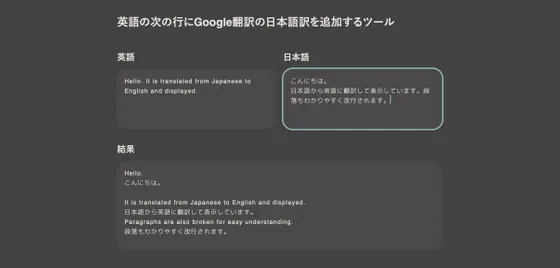 英語の次の行にGoogle翻訳の日本語訳を追加するツール
英語
日本語
Hello. It is translated from Japanese to
English and displayed.
こんにちは。
日本語から英語に翻訳して表示しています。段
落もわかりやすく改行されます。
結果
Hello.
こんにちは。
It is translated from Japanese to English and displayed.
日本語から英語に翻訳して表示しています。
Paragraphs are also broken for easy understanding.
段落もわかりやすく改行されます。